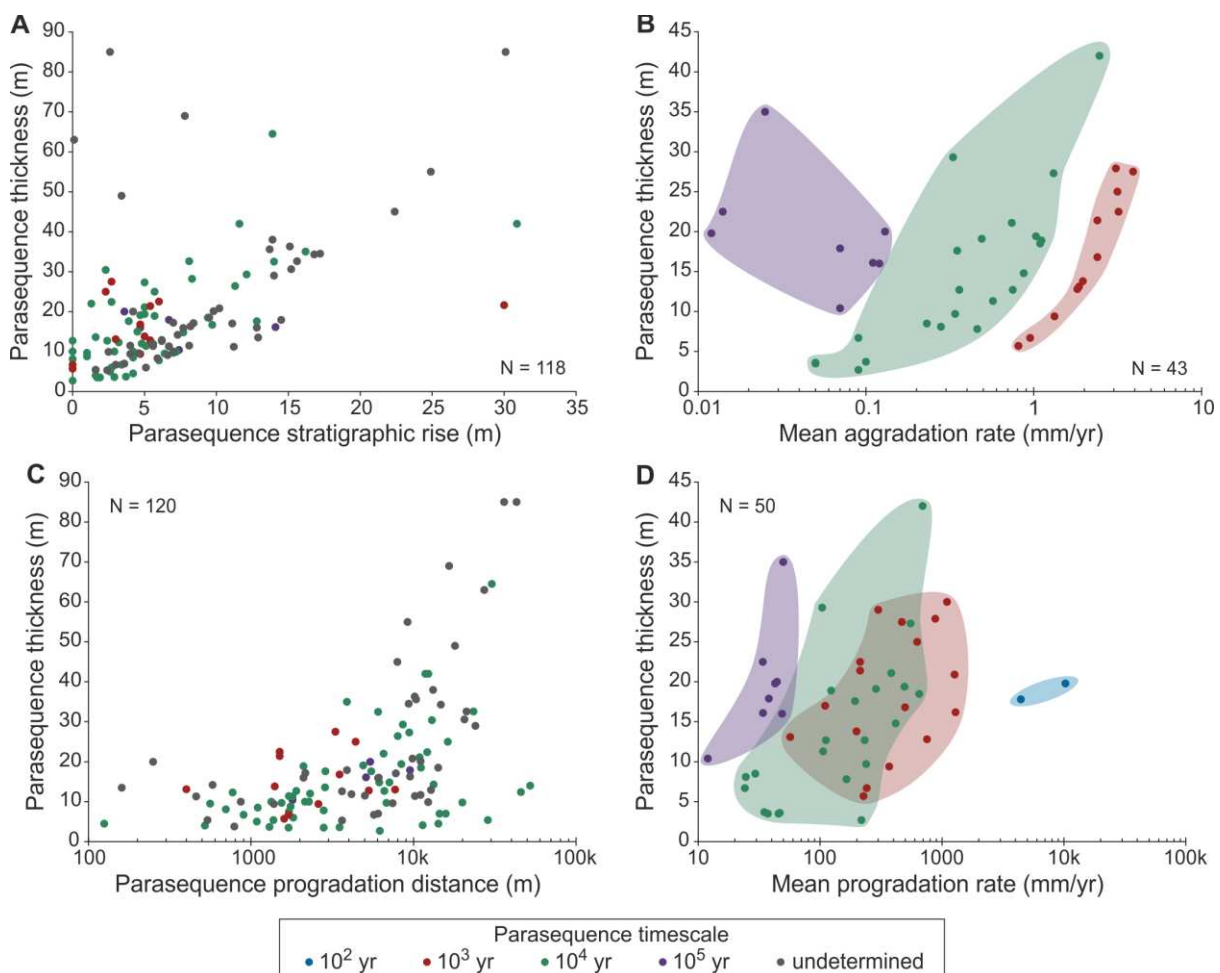 A
Parasequence thickness (m)
90
80
70
60
50
40
30
20
10
0
0 5 10 15 20 25 30 35
N = 118
Parasequence stratigraphic rise (m)
B
Parasequence thickness (m)
45
40
35
30
25
20
15
10
5
0
0.01 0.1 1 10
N = 43
Mean aggradation rate (mm/yr)
C
Parasequence thickness (m)
90
80
70
60
50
40
30
20
10
0
N = 120
100 1000 10k 100k
Parasequence progradation distance (m)
D
Parasequence thickness (m)
45
40
35
30
25
20
15
10
5
0
N = 50
10 100 1000 10k 100k
Mean progradation rate (mm/yr)
Parasequence timescale
10² yr 10³ yr 10⁴ yr 10⁵ yr undetermined